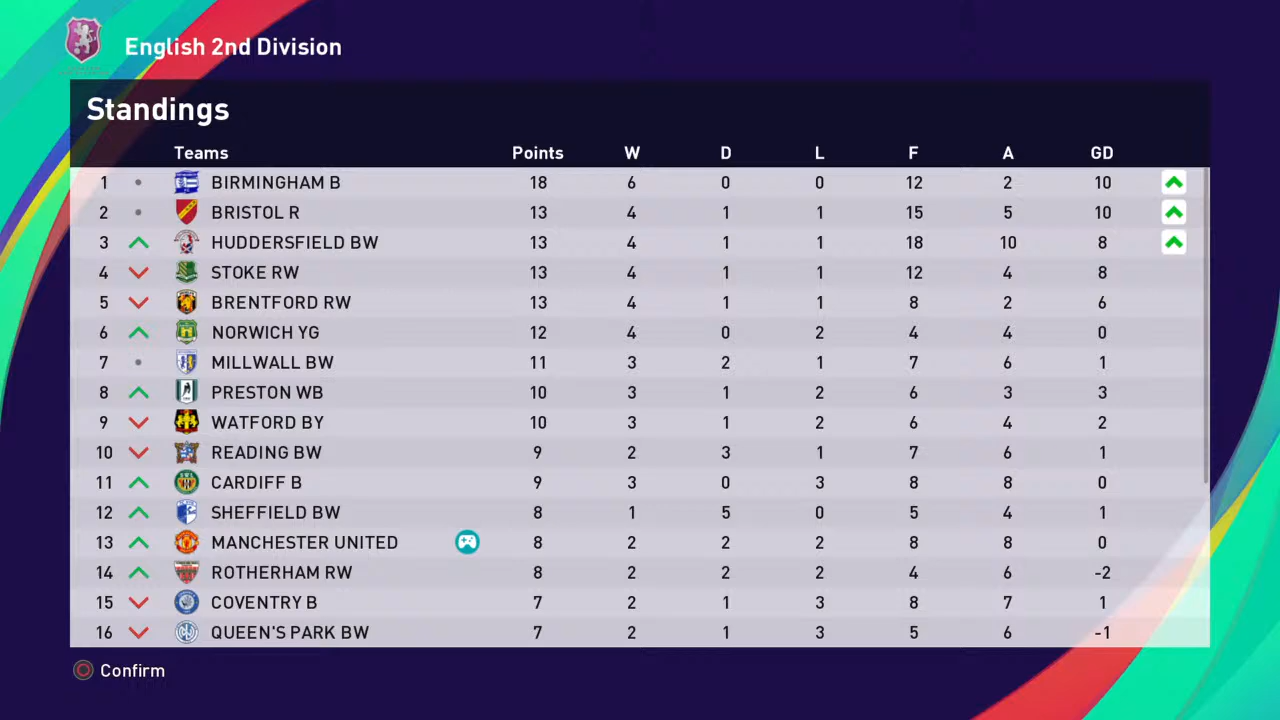 English 2nd Division
Standings
Teams Points W D L F A GD
1 BIRMINGHAM B 18 6 0 0 12 2 10
2 BRISTOL R 13 4 1 1 15 5 10
3 HUDDERSFIELD BW 13 4 1 1 18 10 8
4 STOKE RW 13 4 1 1 12 4 8
5 BRENTFORD RW 13 4 1 1 8 2 6
6 NORWICH YG 12 4 0 2 4 4 0
7 MILLWALL BW 11 3 2 1 7 6 1
8 PRESTON WB 10 3 1 2 6 3 3
9 WATFORD BY 10 3 1 2 6 4 2
10 READING BW 9 2 3 1 7 6 1
11 CARDIFF B 9 3 0 3 8 8 0
12 SHEFFIELD BW 8 1 5 0 5 4 1
13 MANCHESTER UNITED 8 2 2 2 8 8 0
14 ROTHERHAM RW 8 2 2 2 4 6 -2
15 COVENTRY B 7 2 1 3 8 7 1
16 QUEEN'S PARK BW 7 2 1 3 5 6 -1
Confirm